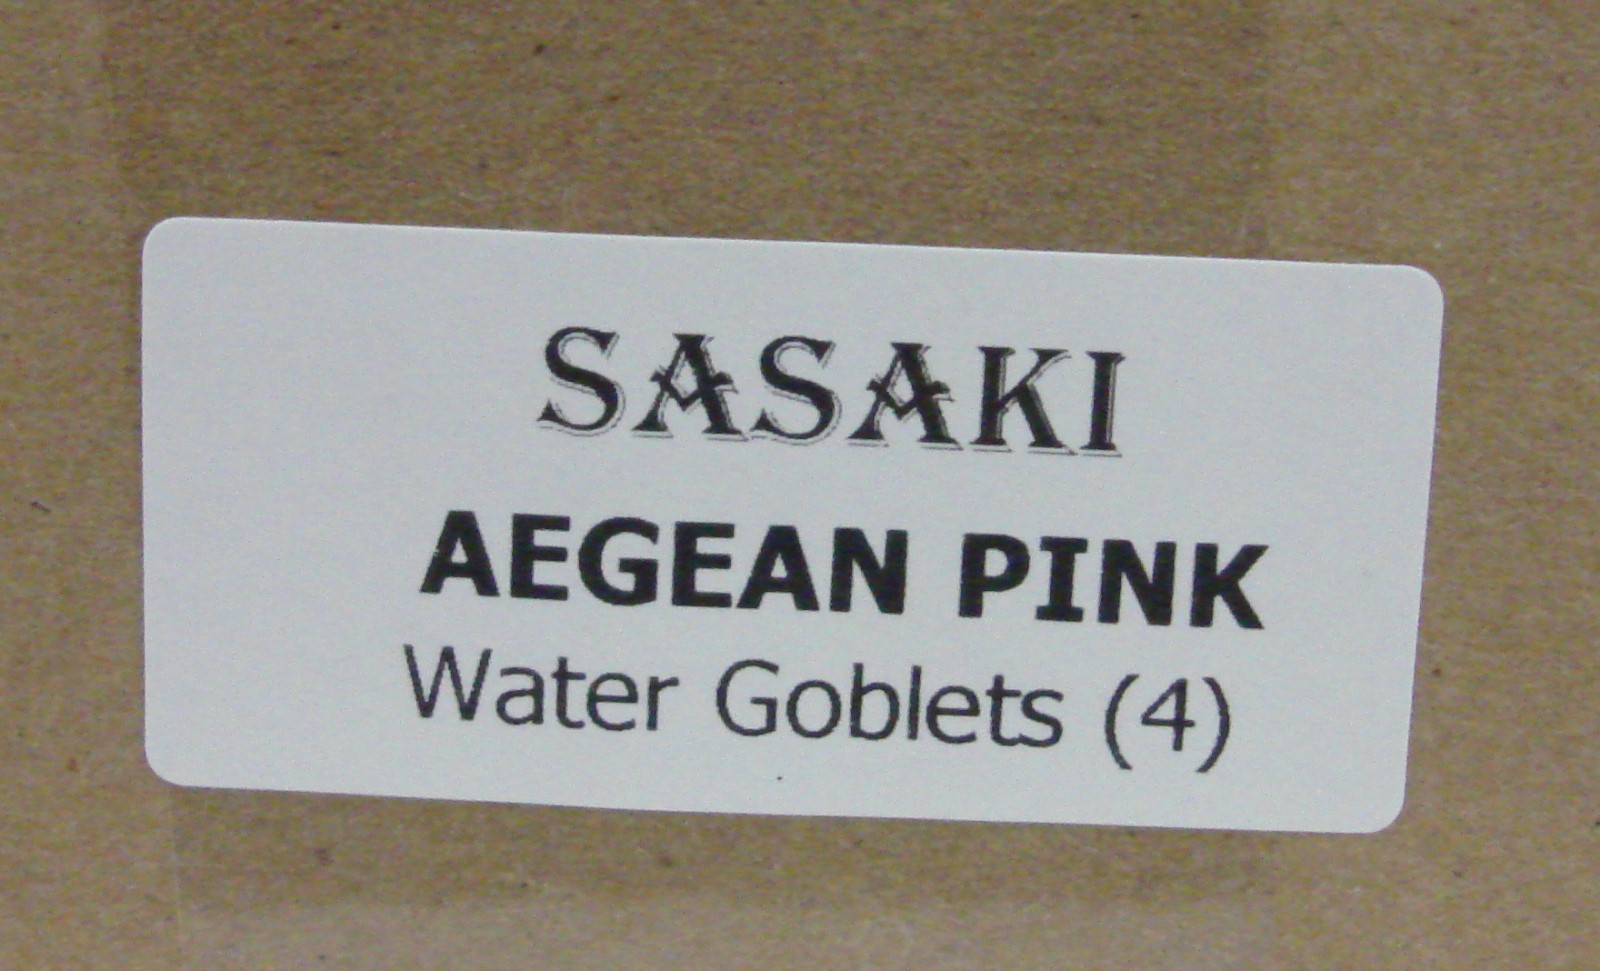 SASAKI
AEGEAN PINK
Water Goblets (4)